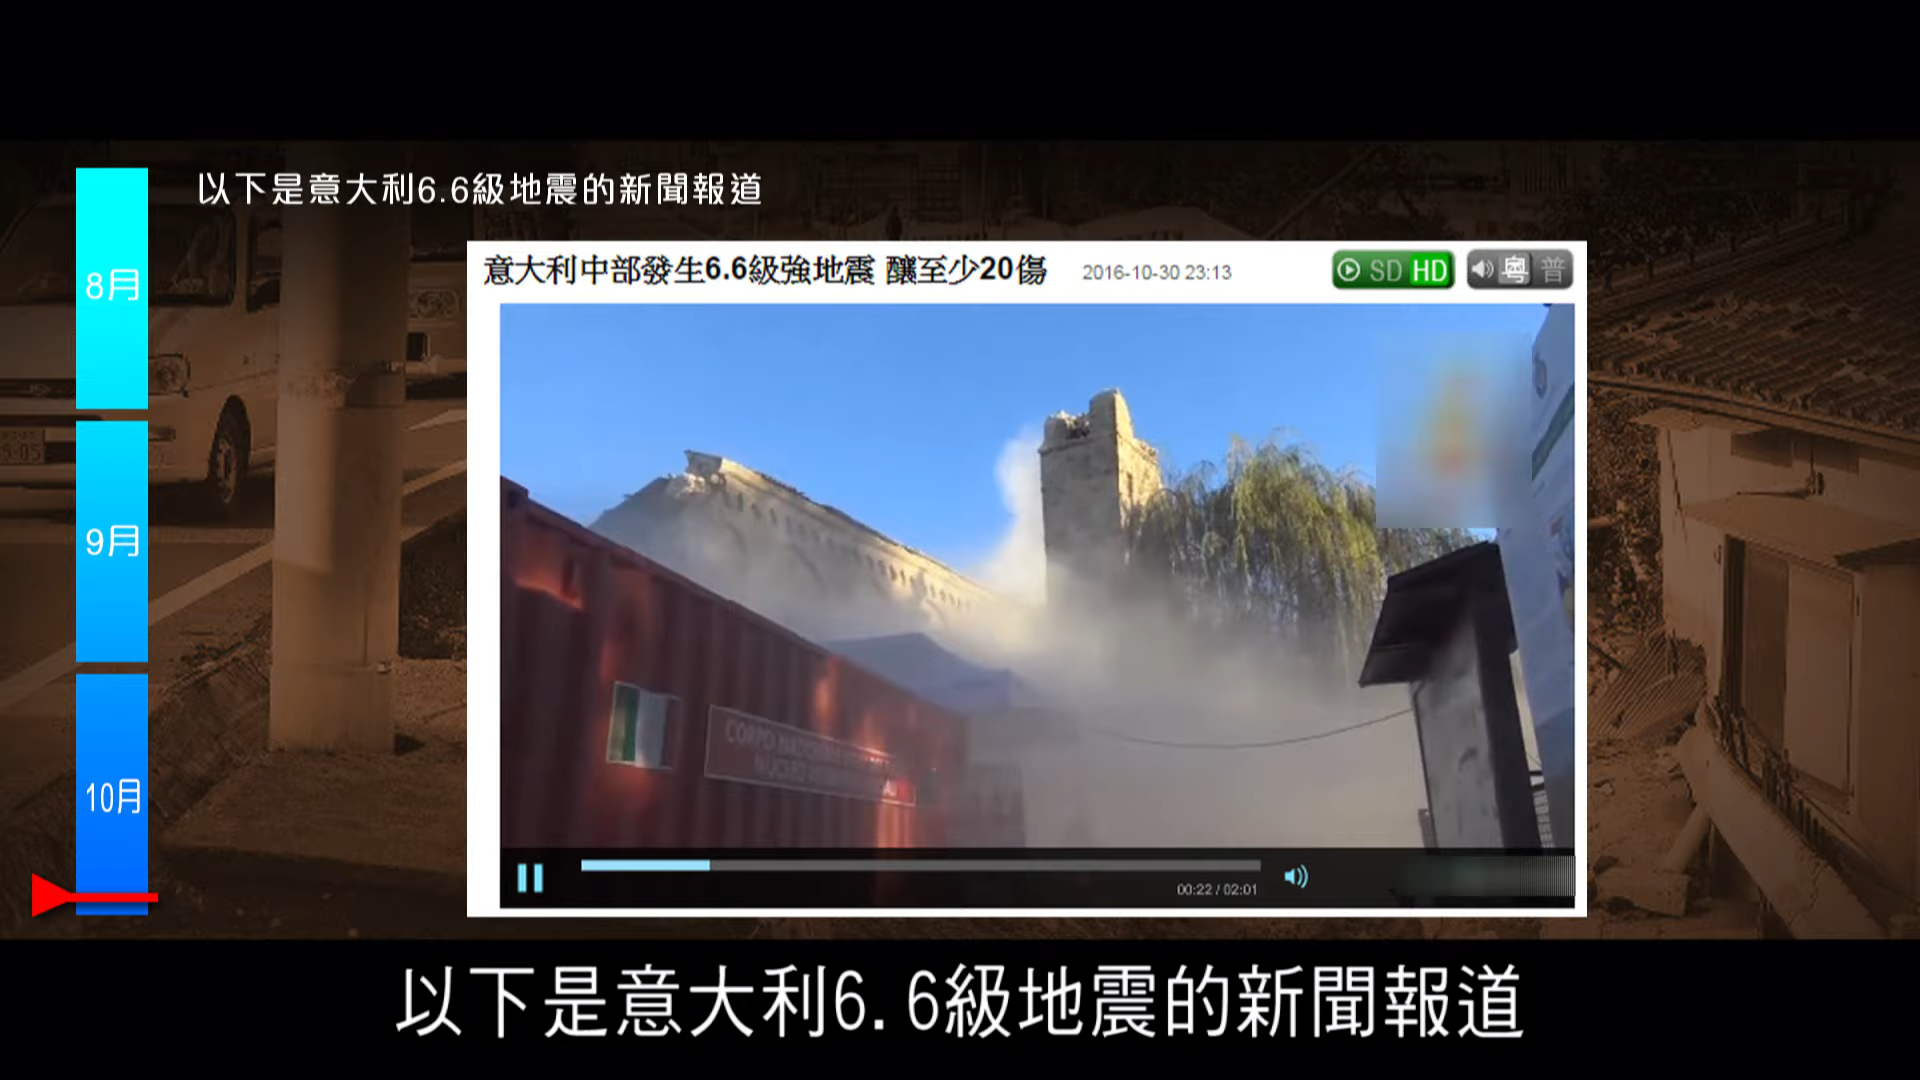 以下是意大利6.6級地震的新聞報道
意大利中部發生6.6級強地震 釀至少20傷 2016-10-30 23:13 SD HD 粵 普
8月
9月
10月
CORPO
00:22 / 02:01
以下是意大利6.6級地震的新聞報道